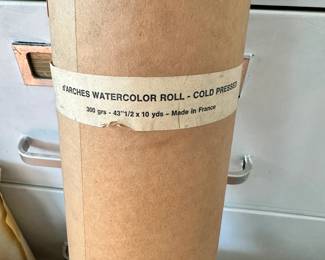 d'ARCHES WATERCOLOR ROLL - COLD PRESSED
300 grs - 43"1/2 x 10 yds - Made in France